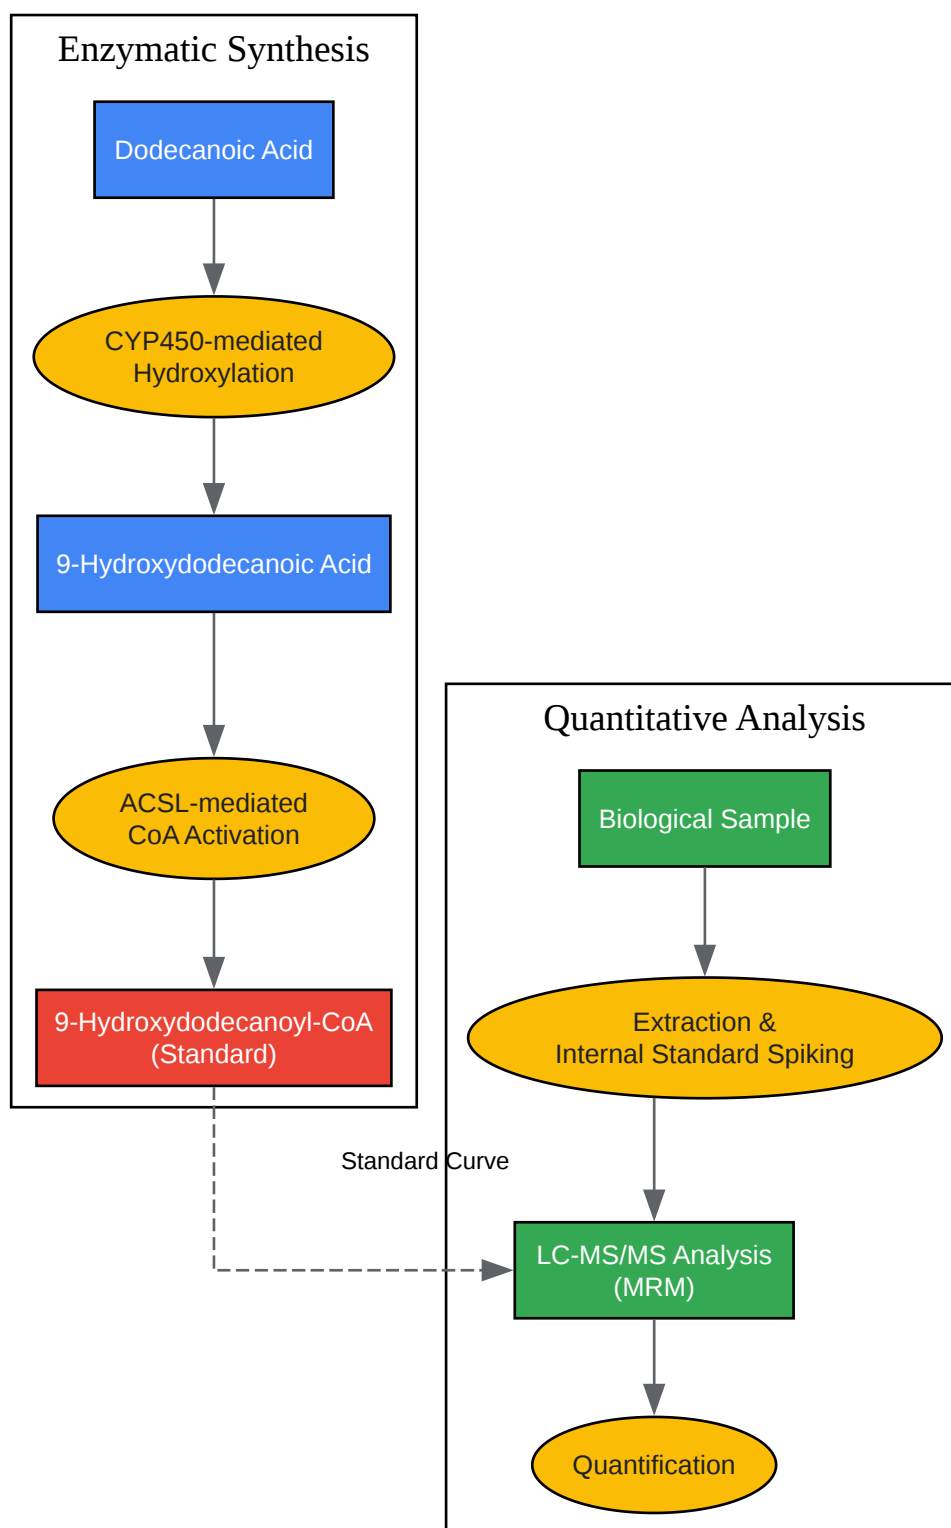 Enzymatic Synthesis
Dodecanoic Acid
CYP450-mediated
Hydroxylation
9-Hydroxydodecanoic Acid
ACSL-mediated
CoA Activation
9-Hydroxydodecanoyl-CoA
(Standard)
Standard Curve
Quantitative Analysis
Biological Sample
Extraction &
Internal Standard Spiking
LC-MS/MS Analysis
(MRM)
Quantification